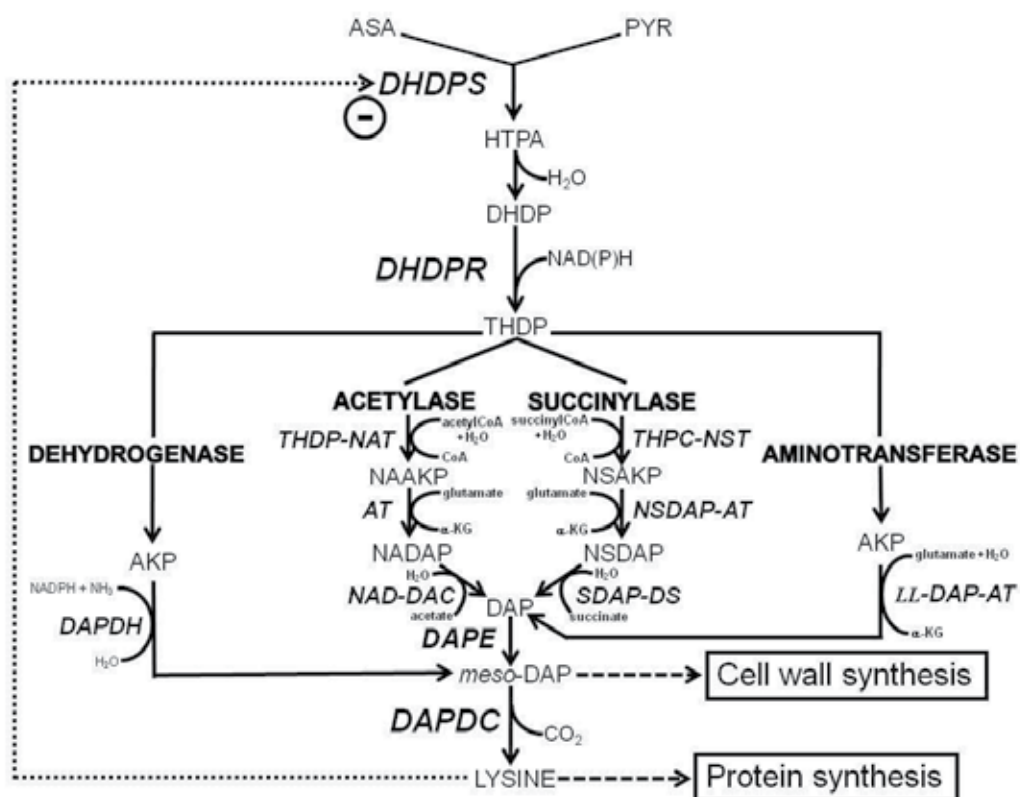 ASA PYR
DHDPS
-
HTPA
H₂O
DHDP
DHDPR NAD(P)H
THDP
ACETYLASE SUCCINYLASE
acetylCoA +H₂O succinylCoA +H₂O
THDP-NAT THPC-NST
DEHYDROGENASE AMINOTRANSFERASE
CoA CoA
NAAKP NSAKP
glutamate glutamate
AT NSDAP-AT
α-KG α-KG
AKP NADAP NSDAP AKP
glutamate+H₂O
NADPH + NH₃ H₂O H₂O
NAD-DAC SDAP-DS LL-DAP-AT
DAP
acetate succinate
DAPDH DAPE α-KG
H₂O
meso-DAP Cell wall synthesis
DAPDC CO₂
LYSINE Protein synthesis